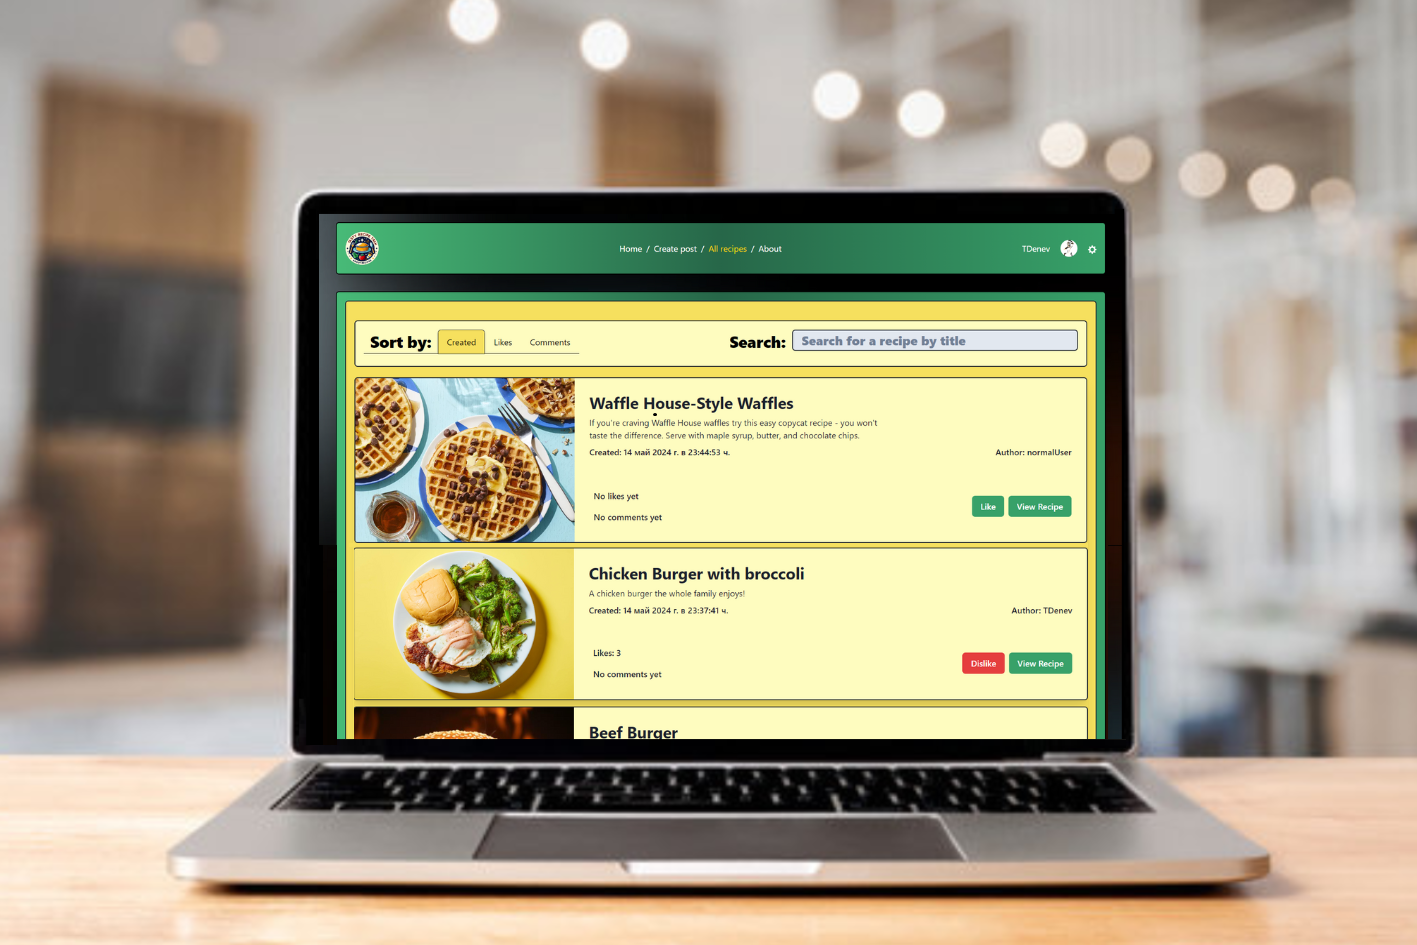 Home / Create post / All recipes / About
TDenev
Sort by:
Created
Likes
Comments
Search:
Search for a recipe by title
Waffle House-Style Waffles
If you're craving Waffle House waffles try this easy copycat recipe - you won't
taste the difference. Serve with maple syrup, butter, and chocolate chips.
Created: 14 май 2024 г. в 23:44:53 ч.
Author: normalUser
No likes yet
No comments yet
Like
View Recipe
Chicken Burger with broccoli
A chicken burger the whole family enjoys!
Created: 14 май 2024 г. в 23:37:41 ч.
Author: TDenev
Likes: 3
No comments yet
Dislike
View Recipe
Beef Burger